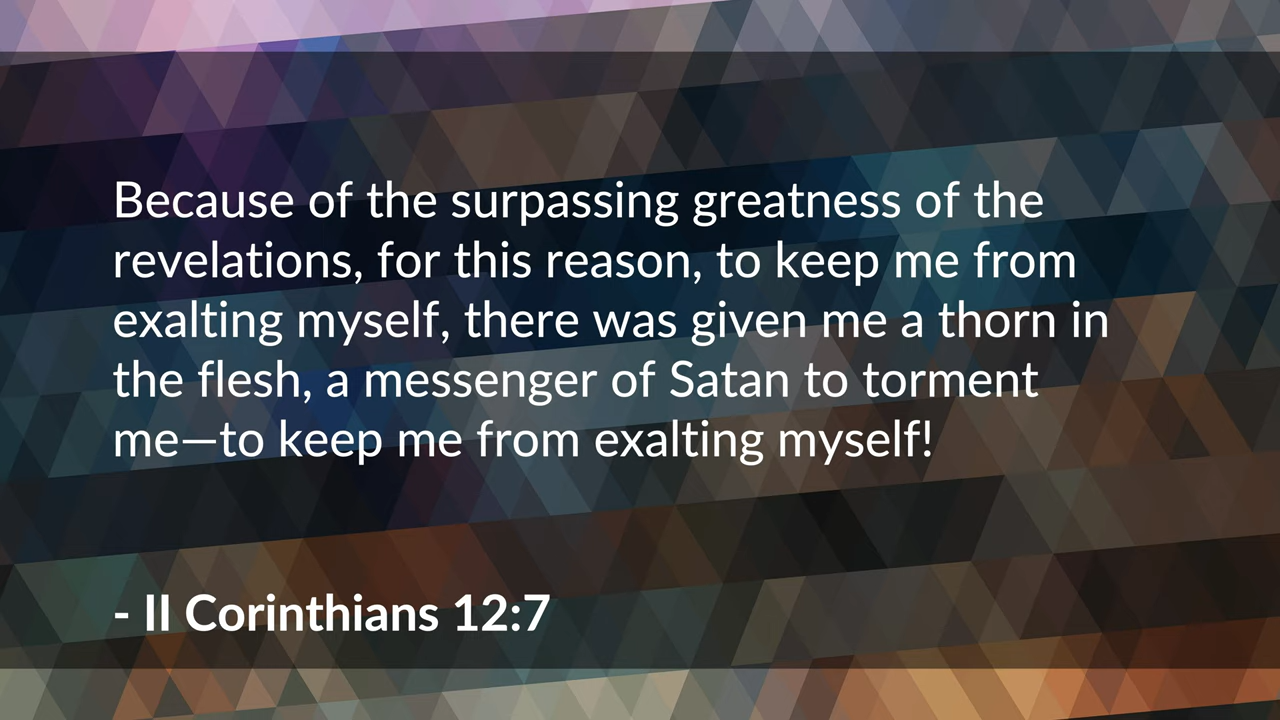 Because of the surpassing greatness of the
revelations, for this reason, to keep me from
exalting myself, there was given me a thorn in
the flesh, a messenger of Satan to torment
me—to keep me from exalting myself!
- II Corinthians 12:7